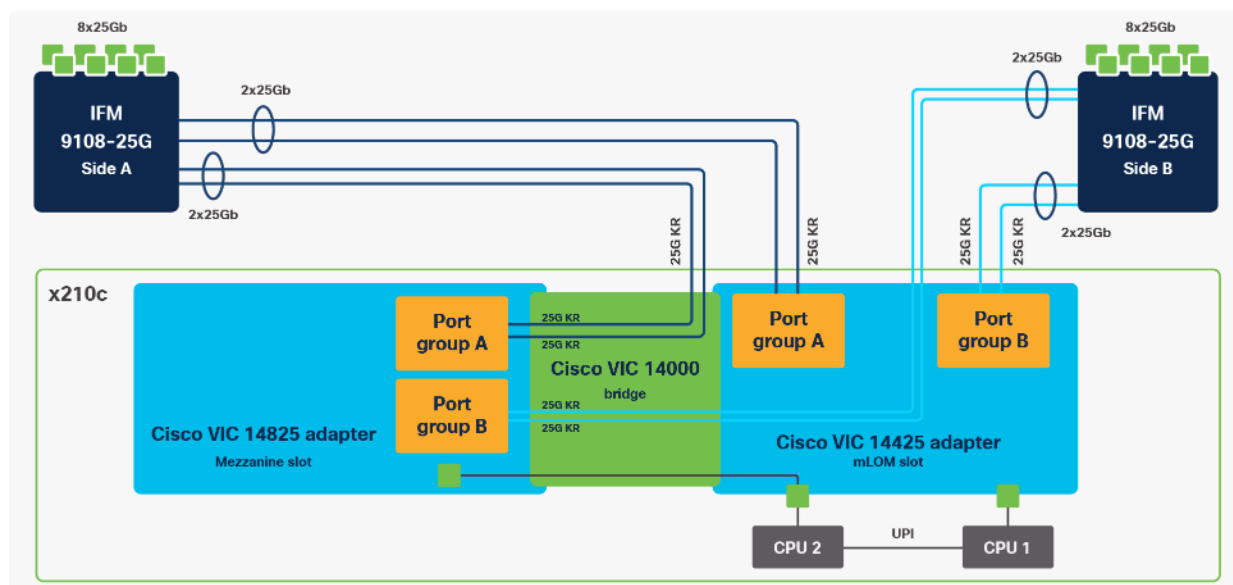 8x25Gb
8x25Gb
IFM
9108-25G
Side A
2x25Gb
2x25Gb
2x25Gb
IFM
9108-25G
Side B
2x25Gb
25G KR
25G KR
25G KR
25G KR
x210c
Port
group A
25G KR
25G KR
Port
group A
Port
group B
Cisco VIC 14000
bridge
Port
group B
25G KR
25G KR
Cisco VIC 14825 adapter
Mezzanine slot
Cisco VIC 14425 adapter
mLOM slot
CPU 2
UPI
CPU 1